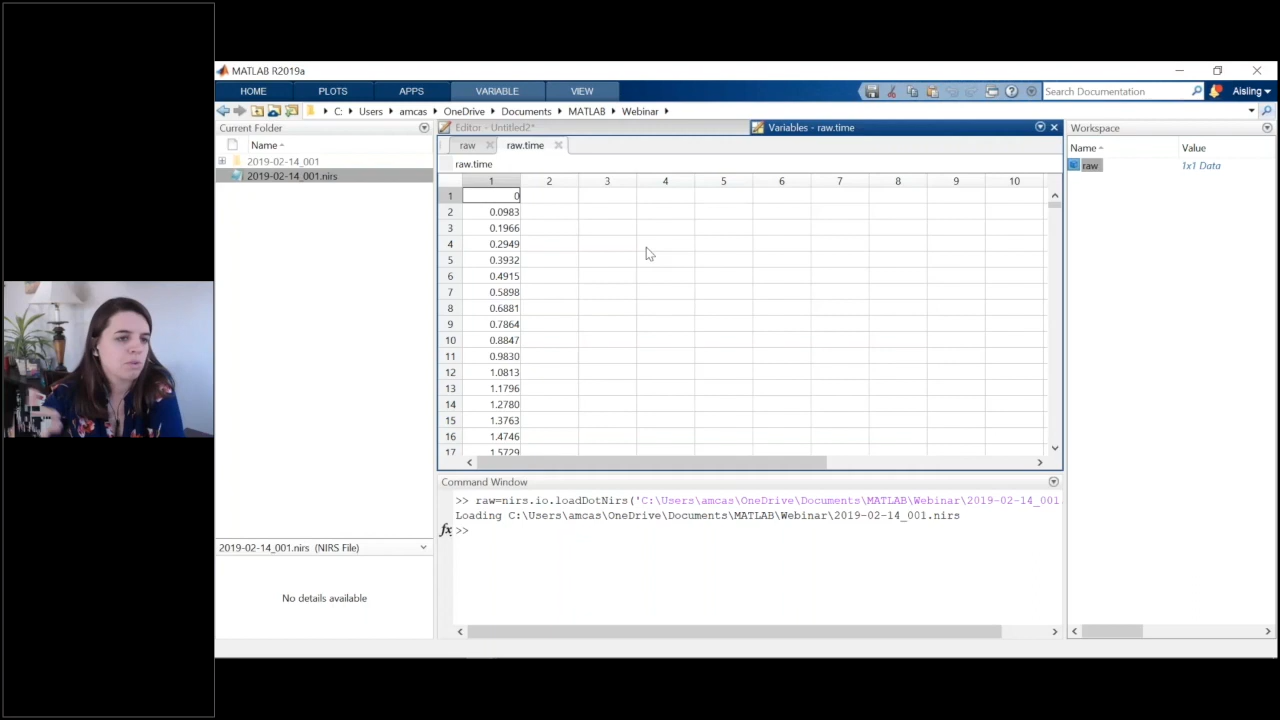 MATLAB R2019a
HOME PLOTS APPS VARIABLE VIEW Search Documentation Aisling
C: Users amcas OneDrive Documents MATLAB Webinar
Current Folder
Name
2019-02-14_001
2019-02-14_001.nirs
2019-02-14_001.nirs (NIRS File)
No details available
Editor - Untitled2* Variables - raw.time
raw raw.time
raw.time
1 2 3 4 5 6 7 8 9 10
1 0
2 0.0983
3 0.1966
4 0.2949
5 0.3932
6 0.4915
7 0.5898
8 0.6881
9 0.7864
10 0.8847
11 0.9830
12 1.0813
13 1.1796
14 1.2780
15 1.3763
16 1.4746
17 1.5729
Command Window
>> raw=nirs.io.loadDotNirs('C:\Users\amcas\OneDrive\Documents\MATLAB\Webinar\2019-02-14_001
Loading C:\Users\amcas\OneDrive\Documents\MATLAB\Webinar\2019-02-14_001.nirs
fx >>
Workspace
Name Value
raw 1x1 Data